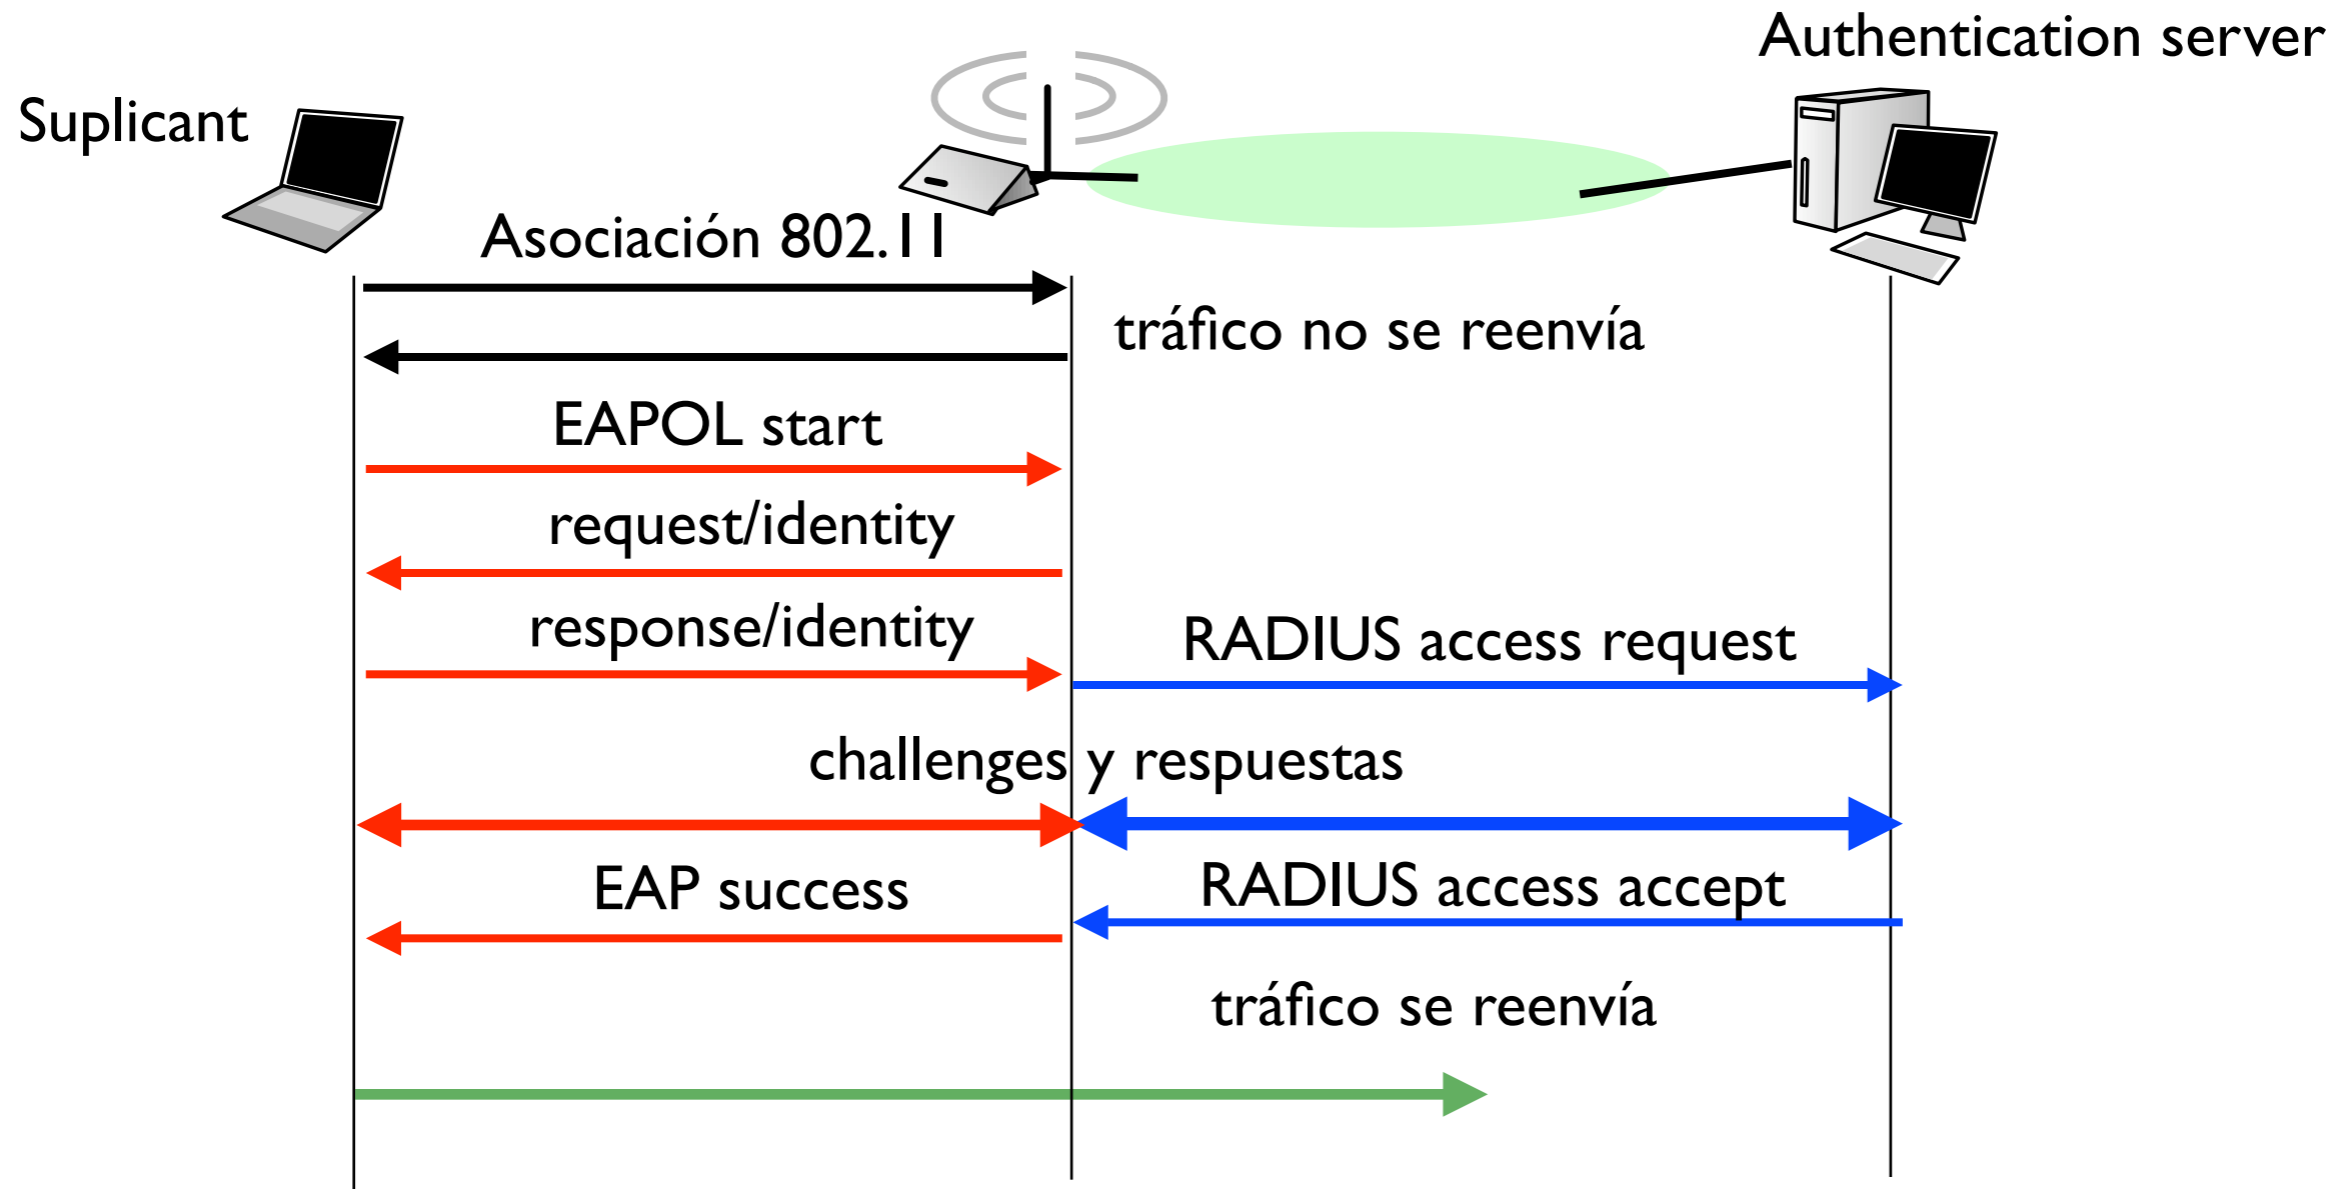 Authentication server
Suplicant
Asociación 802.11
tráfico no se reenvía
EAPOL start
request/identity
response/identity
RADIUS access request
challenges y respuestas
EAP success
RADIUS access accept
tráfico se reenvía